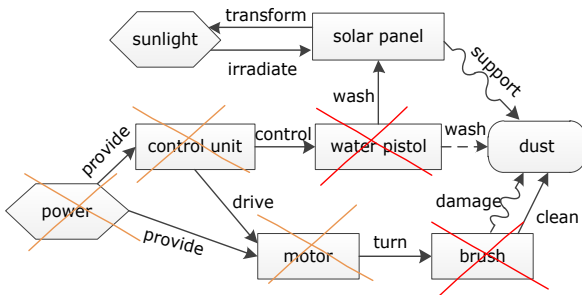 transform
sunlight
solar panel
irradiate
support
wash
provide
control unit
control
water pistol
wash
dust
power
drive
damage
clean
provide
motor
turn
brush